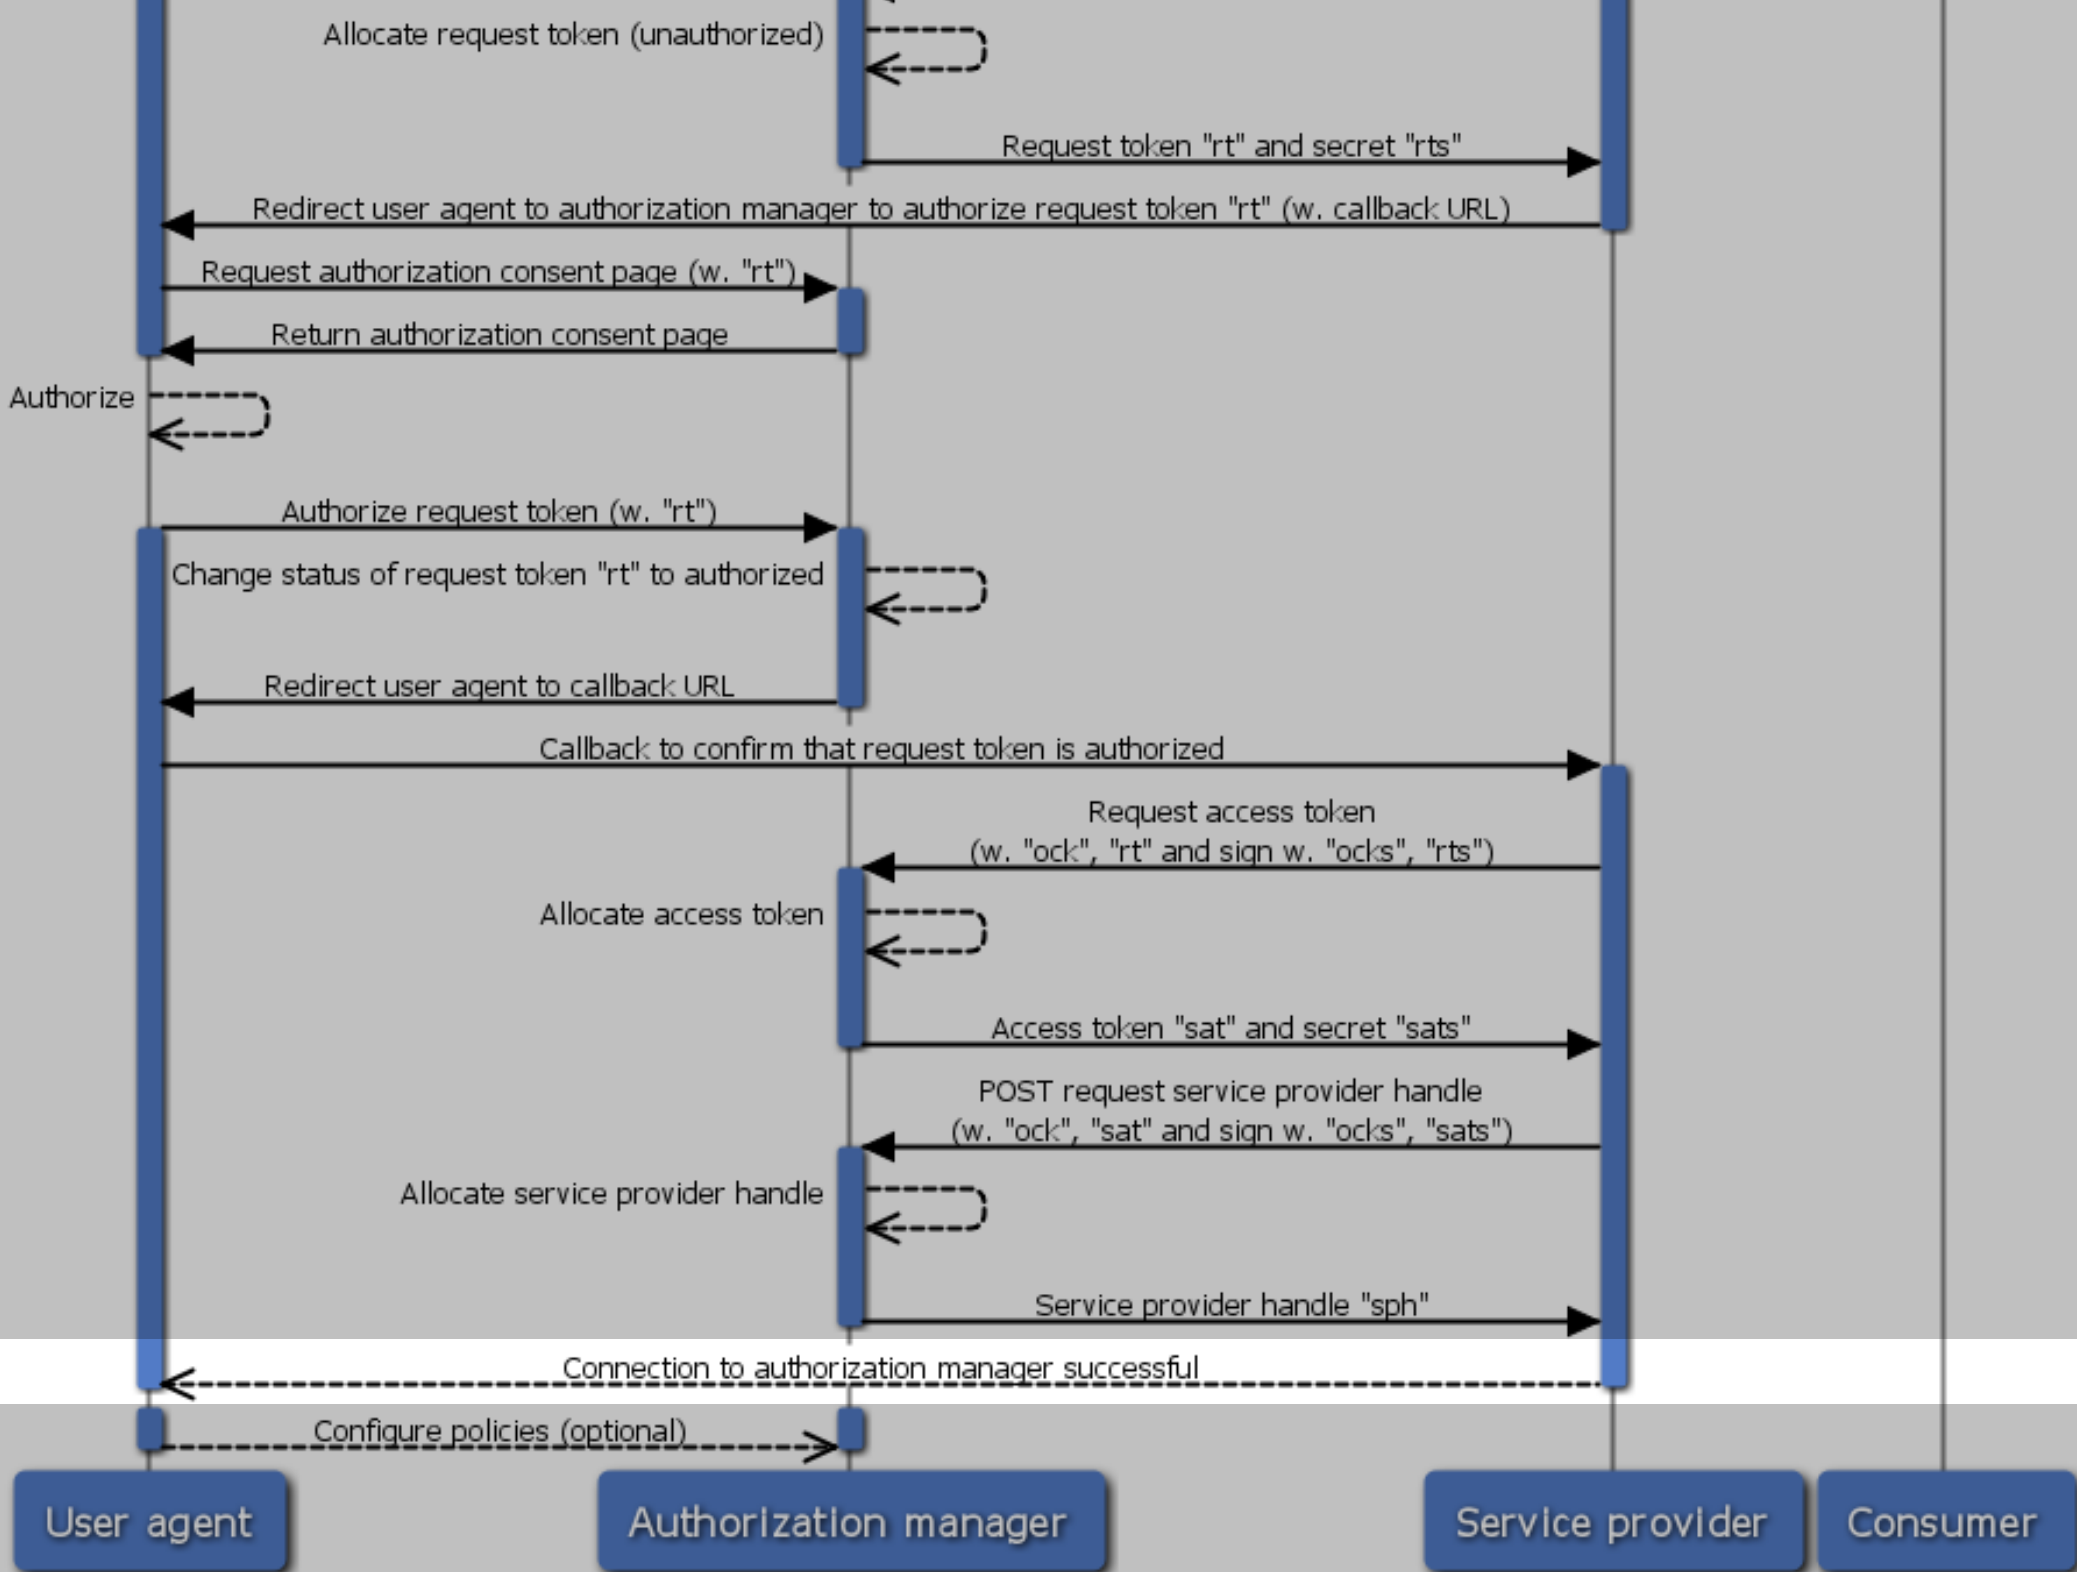 Allocate request token (unauthorized)
Request token "rt" and secret "rts"
Redirect user agent to authorization manager to authorize request token "rt" (w. callback URL)
Request authorization consent page (w. "rt")
Return authorization consent page
Authorize
Authorize request token (w. "rt")
Change status of request token "rt" to authorized
Redirect user agent to callback URL
Callback to confirm that request token is authorized
Request access token
(w. "ock", "rt" and sign w. "ocks", "rts")
Allocate access token
Access token "sat" and secret "sats"
POST request service provider handle
(w. "ock", "sat" and sign w. "ocks", "sats")
Allocate service provider handle
Service provider handle "sph"
Connection to authorization manager successful
Configure policies (optional)
User agent
Authorization manager
Service provider
Consumer